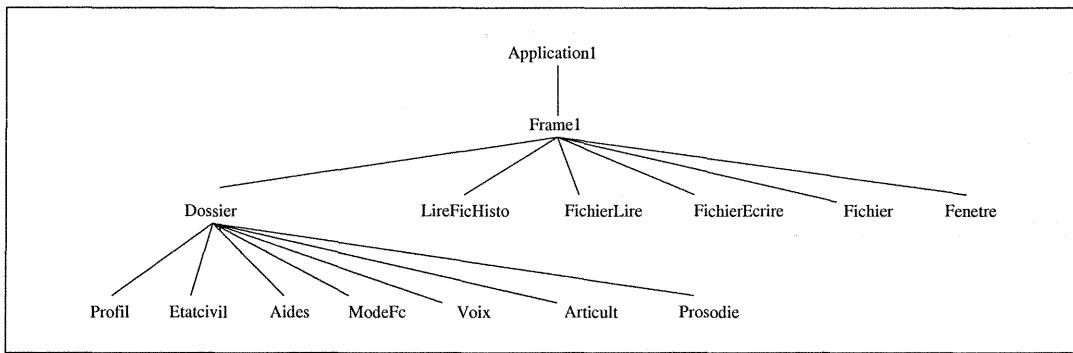 Application1
Frame1
Dossier LireFicHisto FichierLire FichierEcrire Fichier Fenetre
Profil Etatcivil Aides ModeFc Voix Articult Prosodie